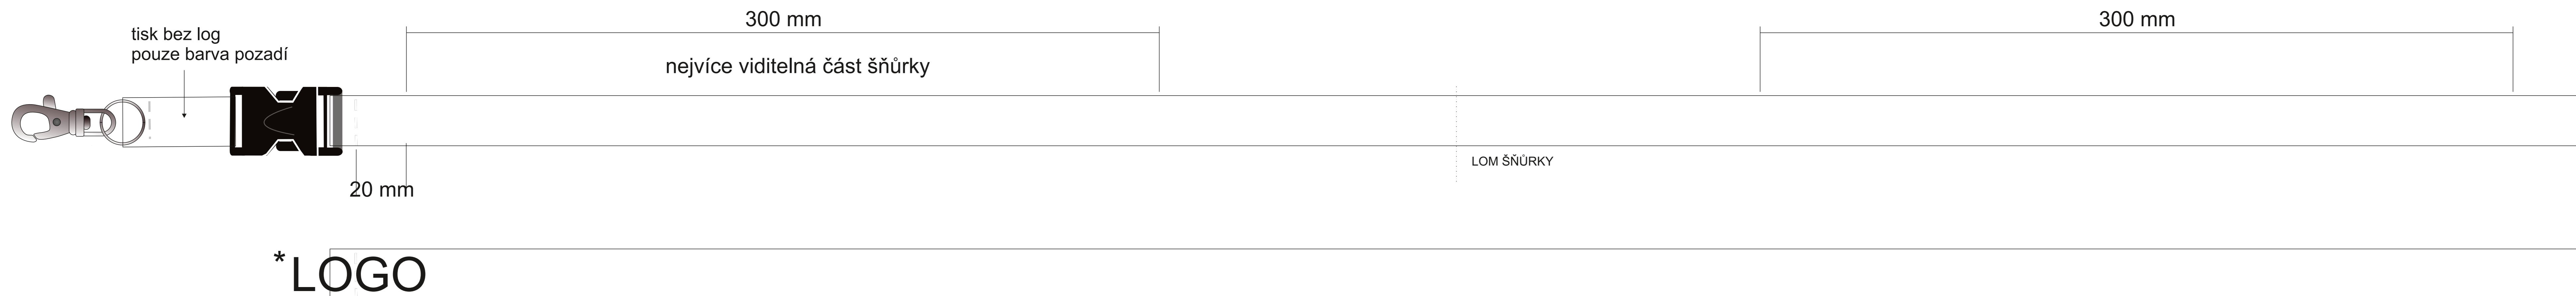 300 mm
300 mm
tisk bez log
pouze barva pozadí
nejvíce viditelná část šňůrky
LOM ŠŇŮRKY
20 mm
*LOGO